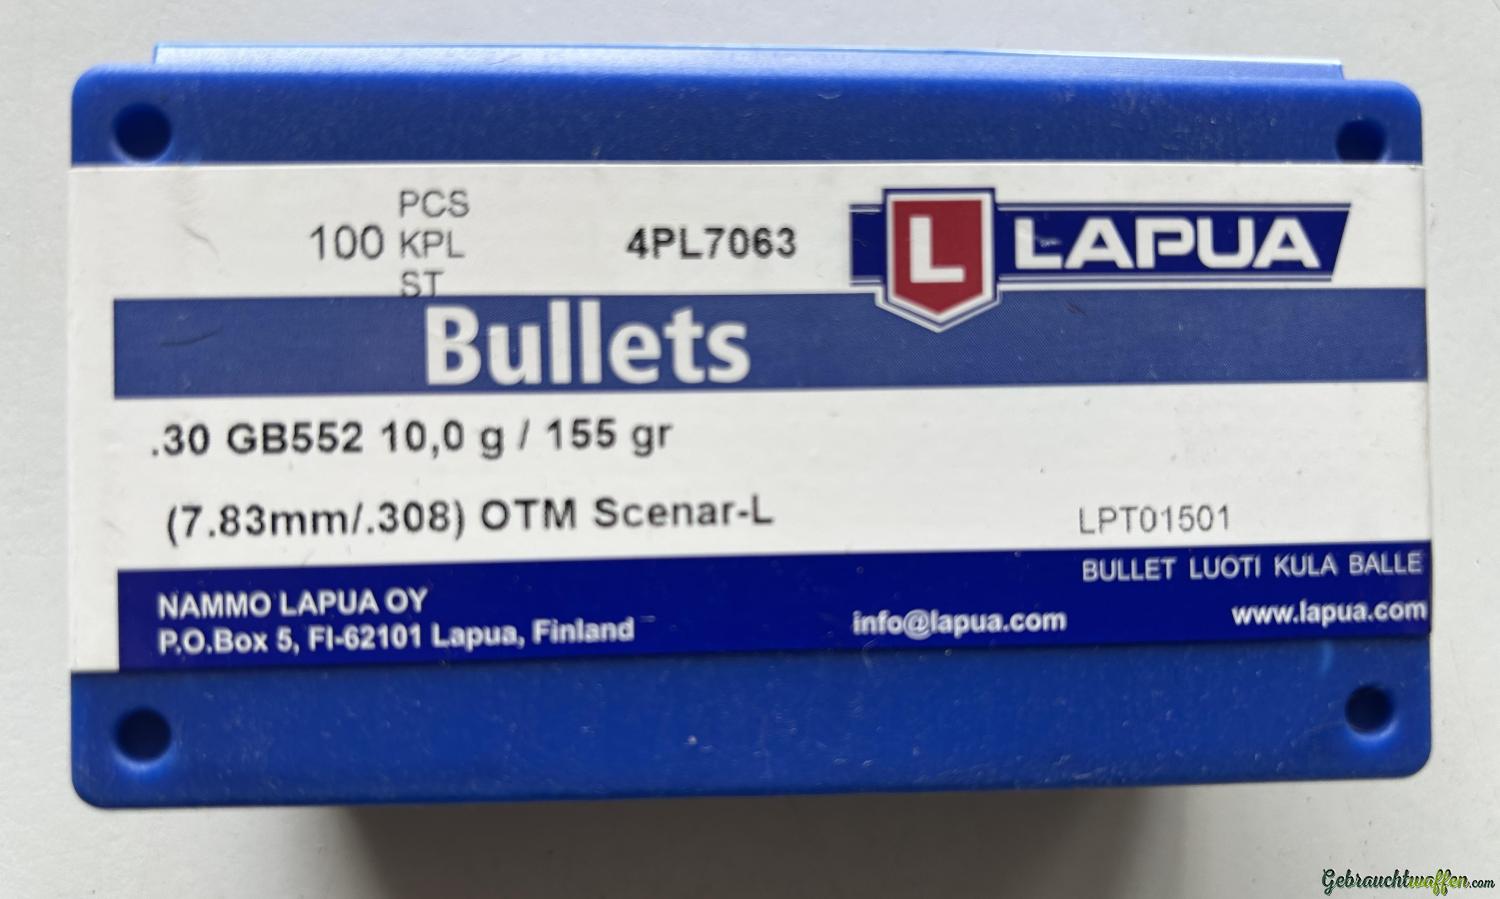 PCS
100 KPL
ST
4PL7063
L LAPUA
Bullets
.30 GB552 10,0 g / 155 gr
(7.83mm/.308) OTM Scenar-L
LPT01501
BULLET LUOTI KULA BALLE
NAMMO LAPUA OY
P.O.Box 5, FI-62101 Lapua, Finland
info@lapua.com
www.lapua.com
Gebrauchtwaffen.com